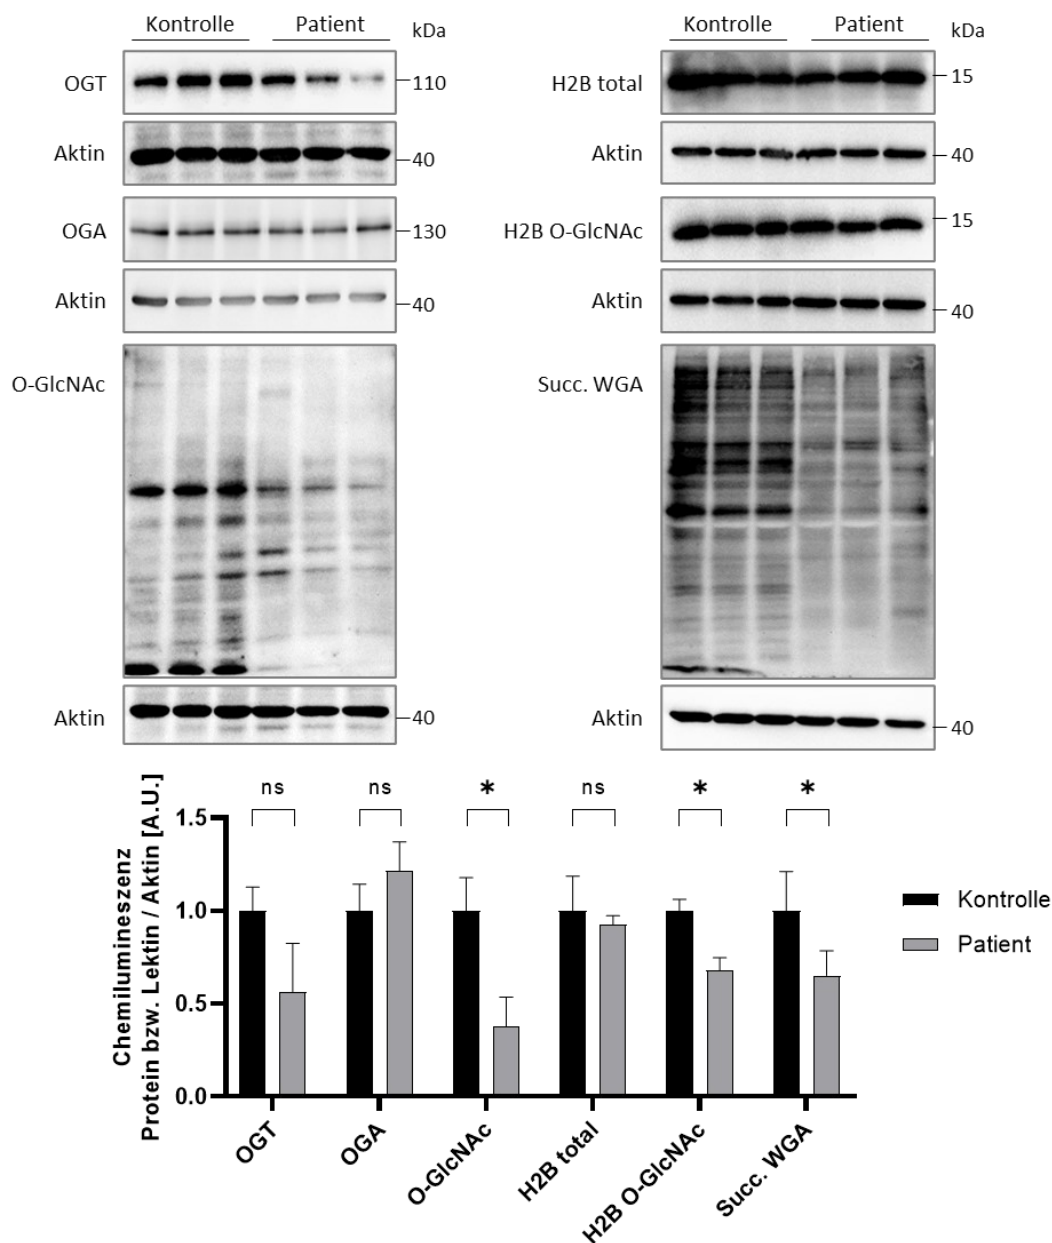 Kontrolle Patient kDa
OGT 110
Aktin 40
OGA 130
Aktin 40
O-GlcNAc
Aktin 40
Kontrolle Patient kDa
H2B total 15
Aktin 40
H2B O-GlcNAc 15
Aktin 40
Succ. WGA
Aktin 40
Chemilumineszenz
Protein bzw. Lektin / Aktin [A.U.]
1.5
1.0
0.5
0.0
ns ns * ns * *
OGT
OGA
O-GlcNAc
H2B total
H2B O-GlcNAc
Succ. WGA
Kontrolle
Patient